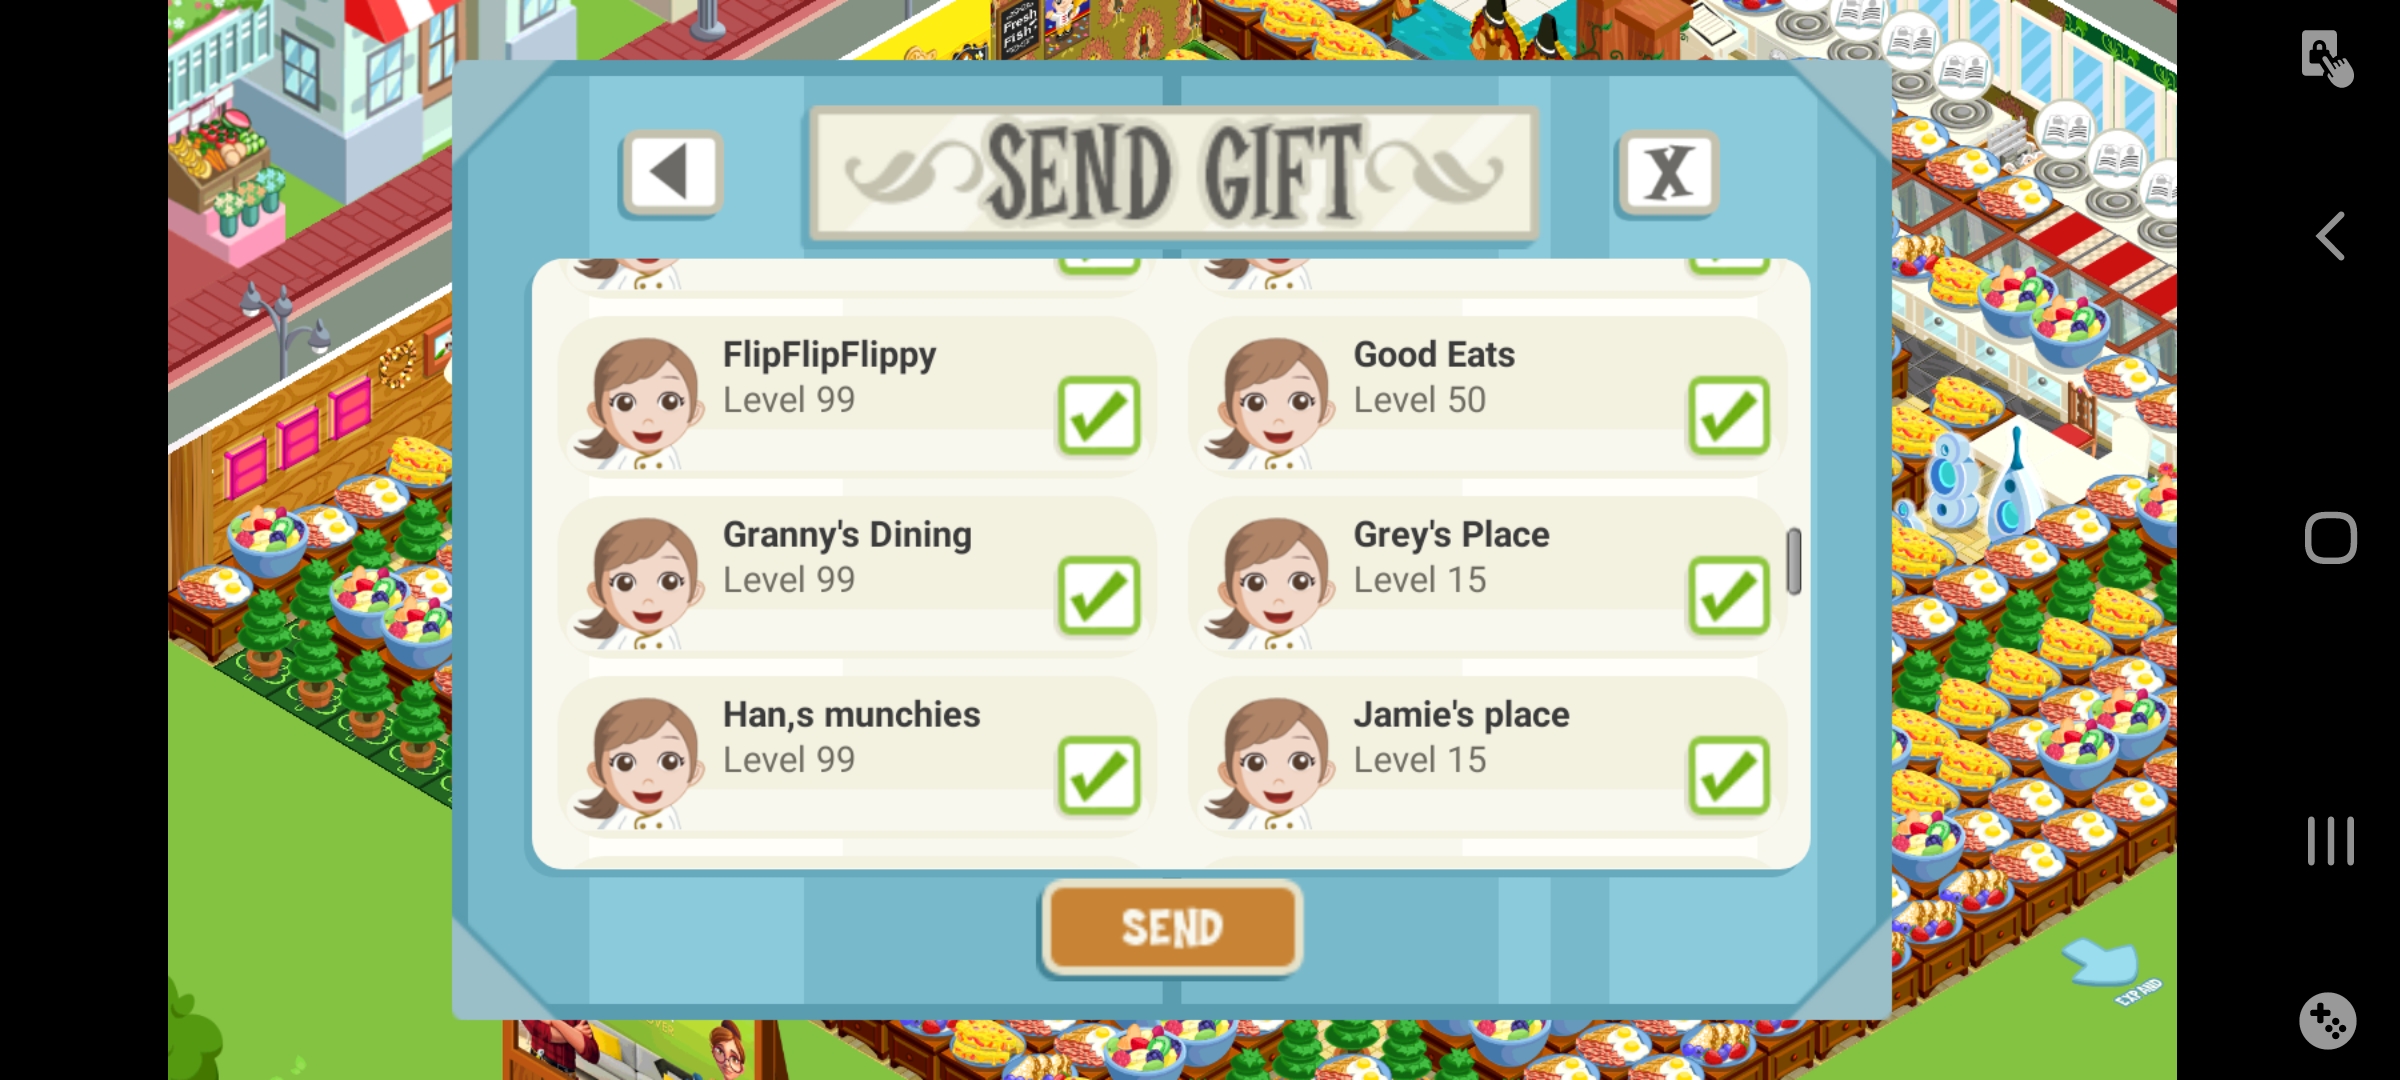 Fresh
Fish
SEND GIFT
X
FlipFlipFlippy
Level 99
Good Eats
Level 50
Granny's Dining
Level 99
Grey's Place
Level 15
Han,s munchies
Level 99
Jamie's place
Level 15
SEND
EXPAND